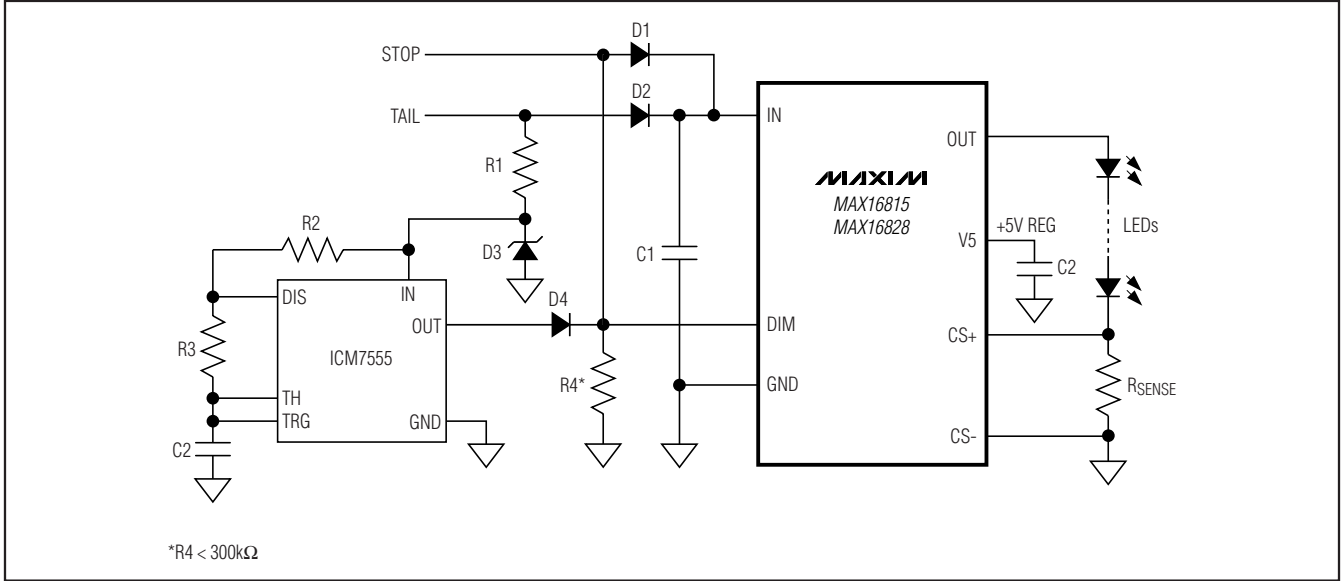 D1
STOP
D2
TAIL
IN
OUT
R1
MAXIM
MAX16815
MAX16828
R2
+5V REG
LEDs
V5
D3
C1
C2
DIS
IN
D4
OUT
DIM
CS+
R3
ICM7555
R4*
GND
RSENSE
TH
TRG
GND
CS-
C2
*R4 < 300kΩ